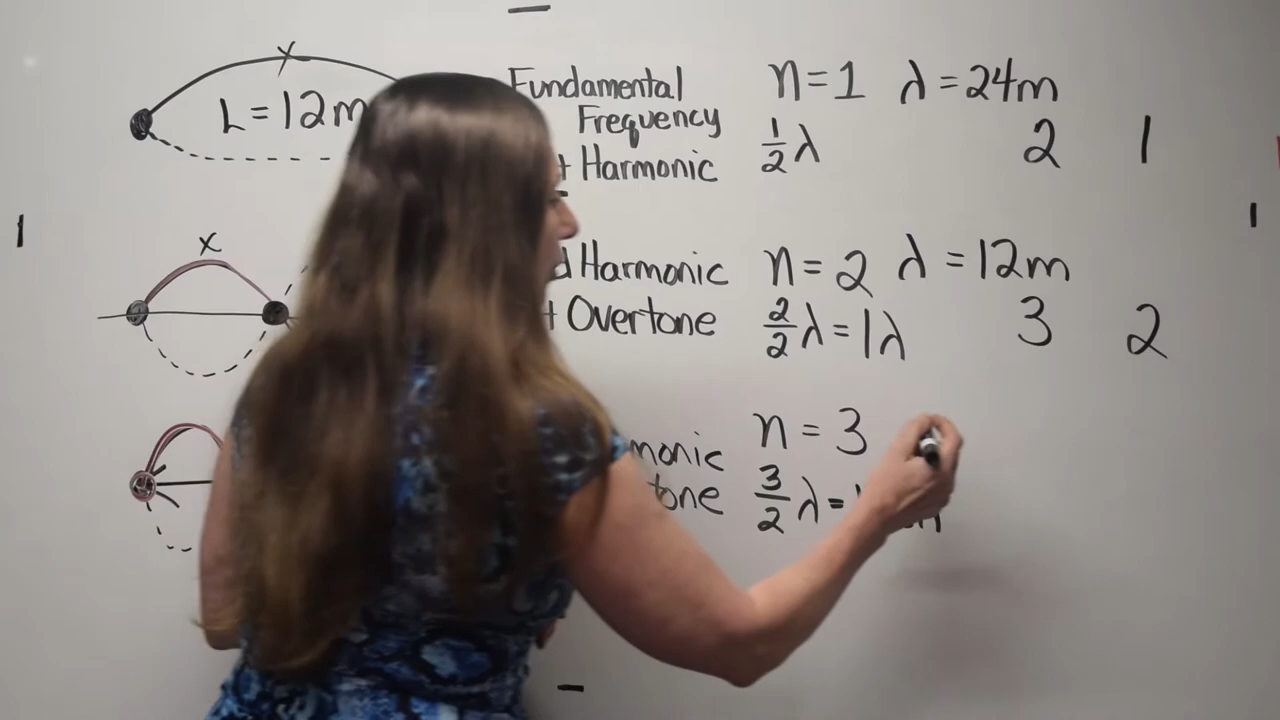 L=12m
Fundamental
Frequency
Harmonic
n=1 λ=24m
½λ
2 1
x
x
Harmonic
Overtone
n=2 λ=12m
2/2 λ=1λ
3 2
n=3
3/2 λ=